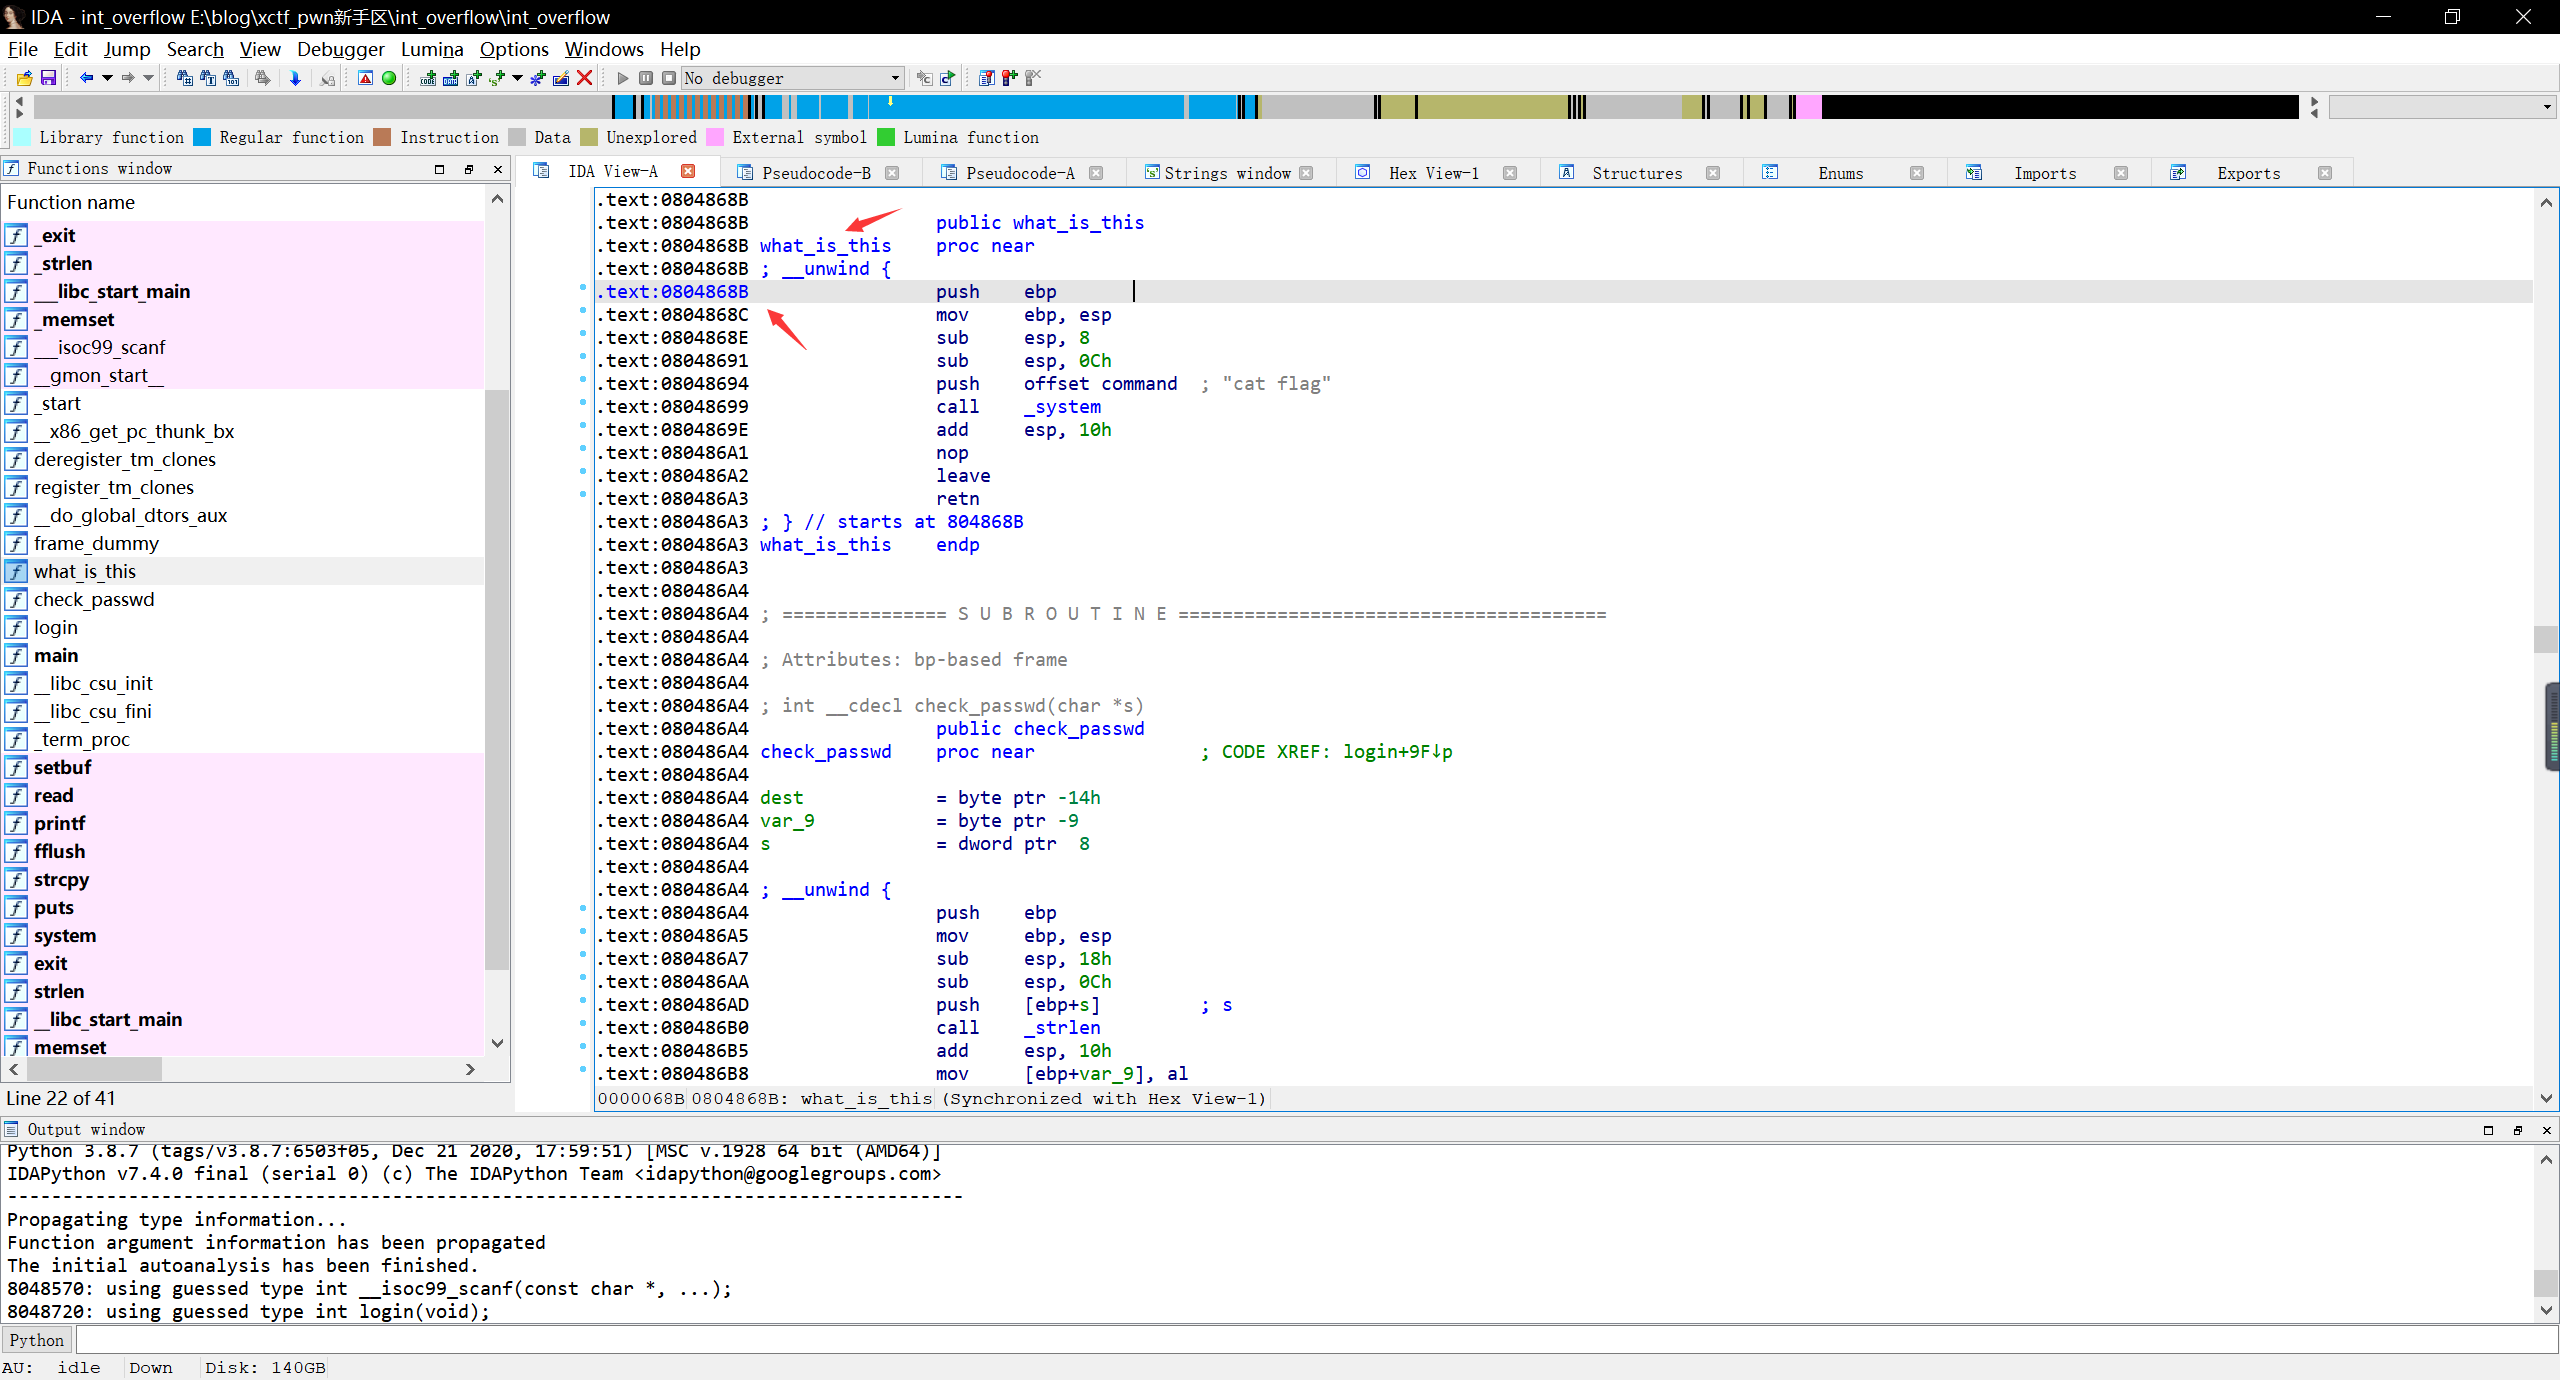 IDA - int_overflow E:\blog\xctf_pwn新手区\int_overflow\int_overflow
File Edit Jump Search View Debugger Lumina Options Windows Help
No debugger
Library function Regular function Instruction Data Unexplored External symbol Lumina function
Functions window
IDA View-A Pseudocode-B Pseudocode-A Strings window Hex View-1 Structures Enums Imports Exports
Function name
_exit
_strlen
__libc_start_main
_memset
__isoc99_scanf
__gmon_start__
_start
__x86_get_pc_thunk_bx
deregister_tm_clones
register_tm_clones
__do_global_dtors_aux
frame_dummy
what_is_this
check_passwd
login
main
__libc_csu_init
__libc_csu_fini
_term_proc
setbuf
read
printf
fflush
strcpy
puts
system
exit
strlen
__libc_start_main
memset
Line 22 of 41
.text:0804868B
.text:0804868B public what_is_this
.text:0804868B what_is_this proc near
.text:0804868B ; __unwind {
.text:0804868B push ebp
.text:0804868C mov ebp, esp
.text:0804868E sub esp, 8
.text:08048691 sub esp, 0Ch
.text:08048694 push offset command ; "cat flag"
.text:08048699 call _system
.text:0804869E add esp, 10h
.text:080486A1 nop
.text:080486A2 leave
.text:080486A3 retn
.text:080486A3 ; } // starts at 804868B
.text:080486A3 what_is_this endp
.text:080486A3
.text:080486A4
.text:080486A4 ; =============== S U B R O U T I N E =======================================
.text:080486A4
.text:080486A4 ; Attributes: bp-based frame
.text:080486A4
.text:080486A4 ; int __cdecl check_passwd(char *s)
.text:080486A4 public check_passwd
.text:080486A4 check_passwd proc near ; CODE XREF: login+9F↓p
.text:080486A4
.text:080486A4 dest = byte ptr -14h
.text:080486A4 var_9 = byte ptr -9
.text:080486A4 s = dword ptr 8
.text:080486A4
.text:080486A4 ; __unwind {
.text:080486A4 push ebp
.text:080486A5 mov ebp, esp
.text:080486A7 sub esp, 18h
.text:080486AA sub esp, 0Ch
.text:080486AD push [ebp+s] ; s
.text:080486B0 call _strlen
.text:080486B5 add esp, 10h
.text:080486B8 mov [ebp+var_9], al
0000068B 0804868B: what_is_this (Synchronized with Hex View-1)
Output window
Python 3.8.7 (tags/v3.8.7:6503f05, Dec 21 2020, 17:59:51) [MSC v.1928 64 bit (AMD64)]
IDAPython v7.4.0 final (serial 0) (c) The IDAPython Team <idapython@googlegroups.com>
---------------------------------------------------------------------------------------
Propagating type information...
Function argument information has been propagated
The initial autoanalysis has been finished.
8048570: using guessed type int __isoc99_scanf(const char *, ...);
8048720: using guessed type int login(void);
Python
AU: idle Down Disk: 140GB